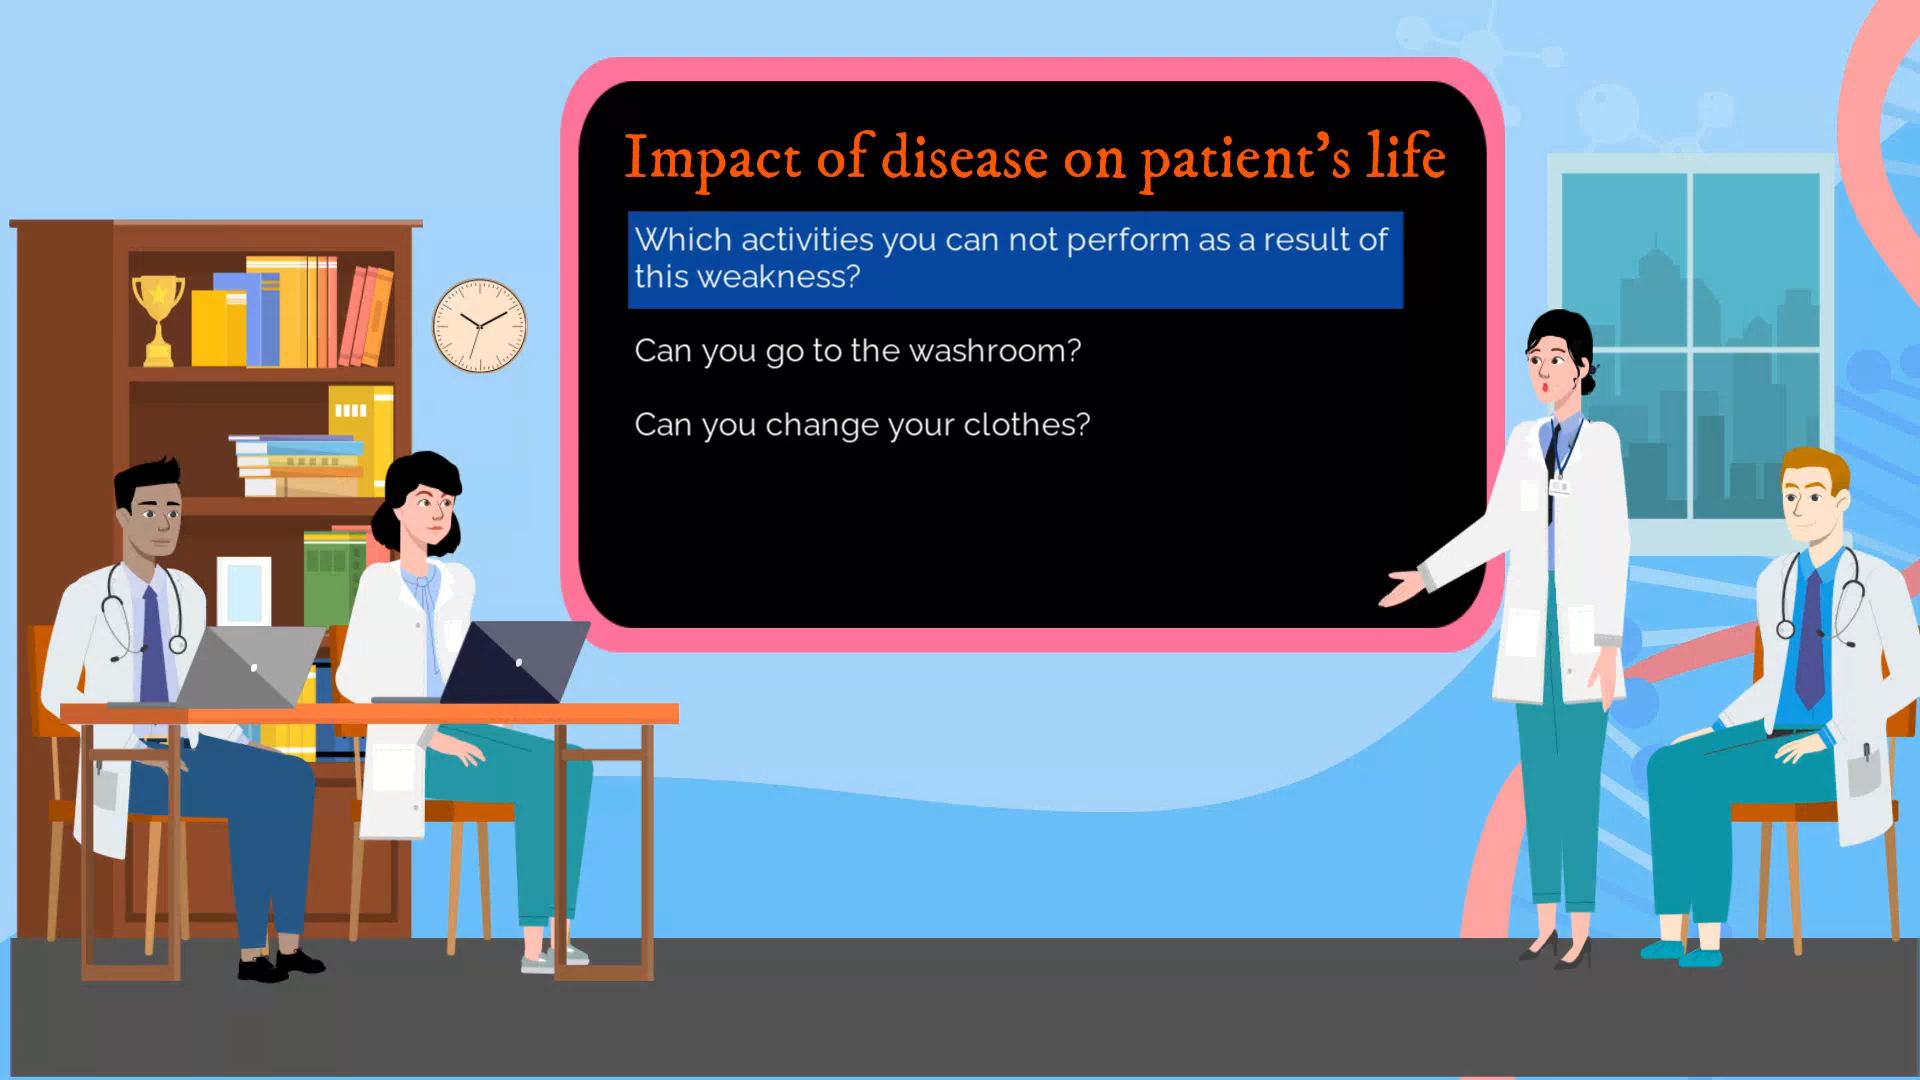 Impact of disease on patient’s life
Which activities you can not perform as a result of
this weakness?
Can you go to the washroom?
Can you change your clothes?